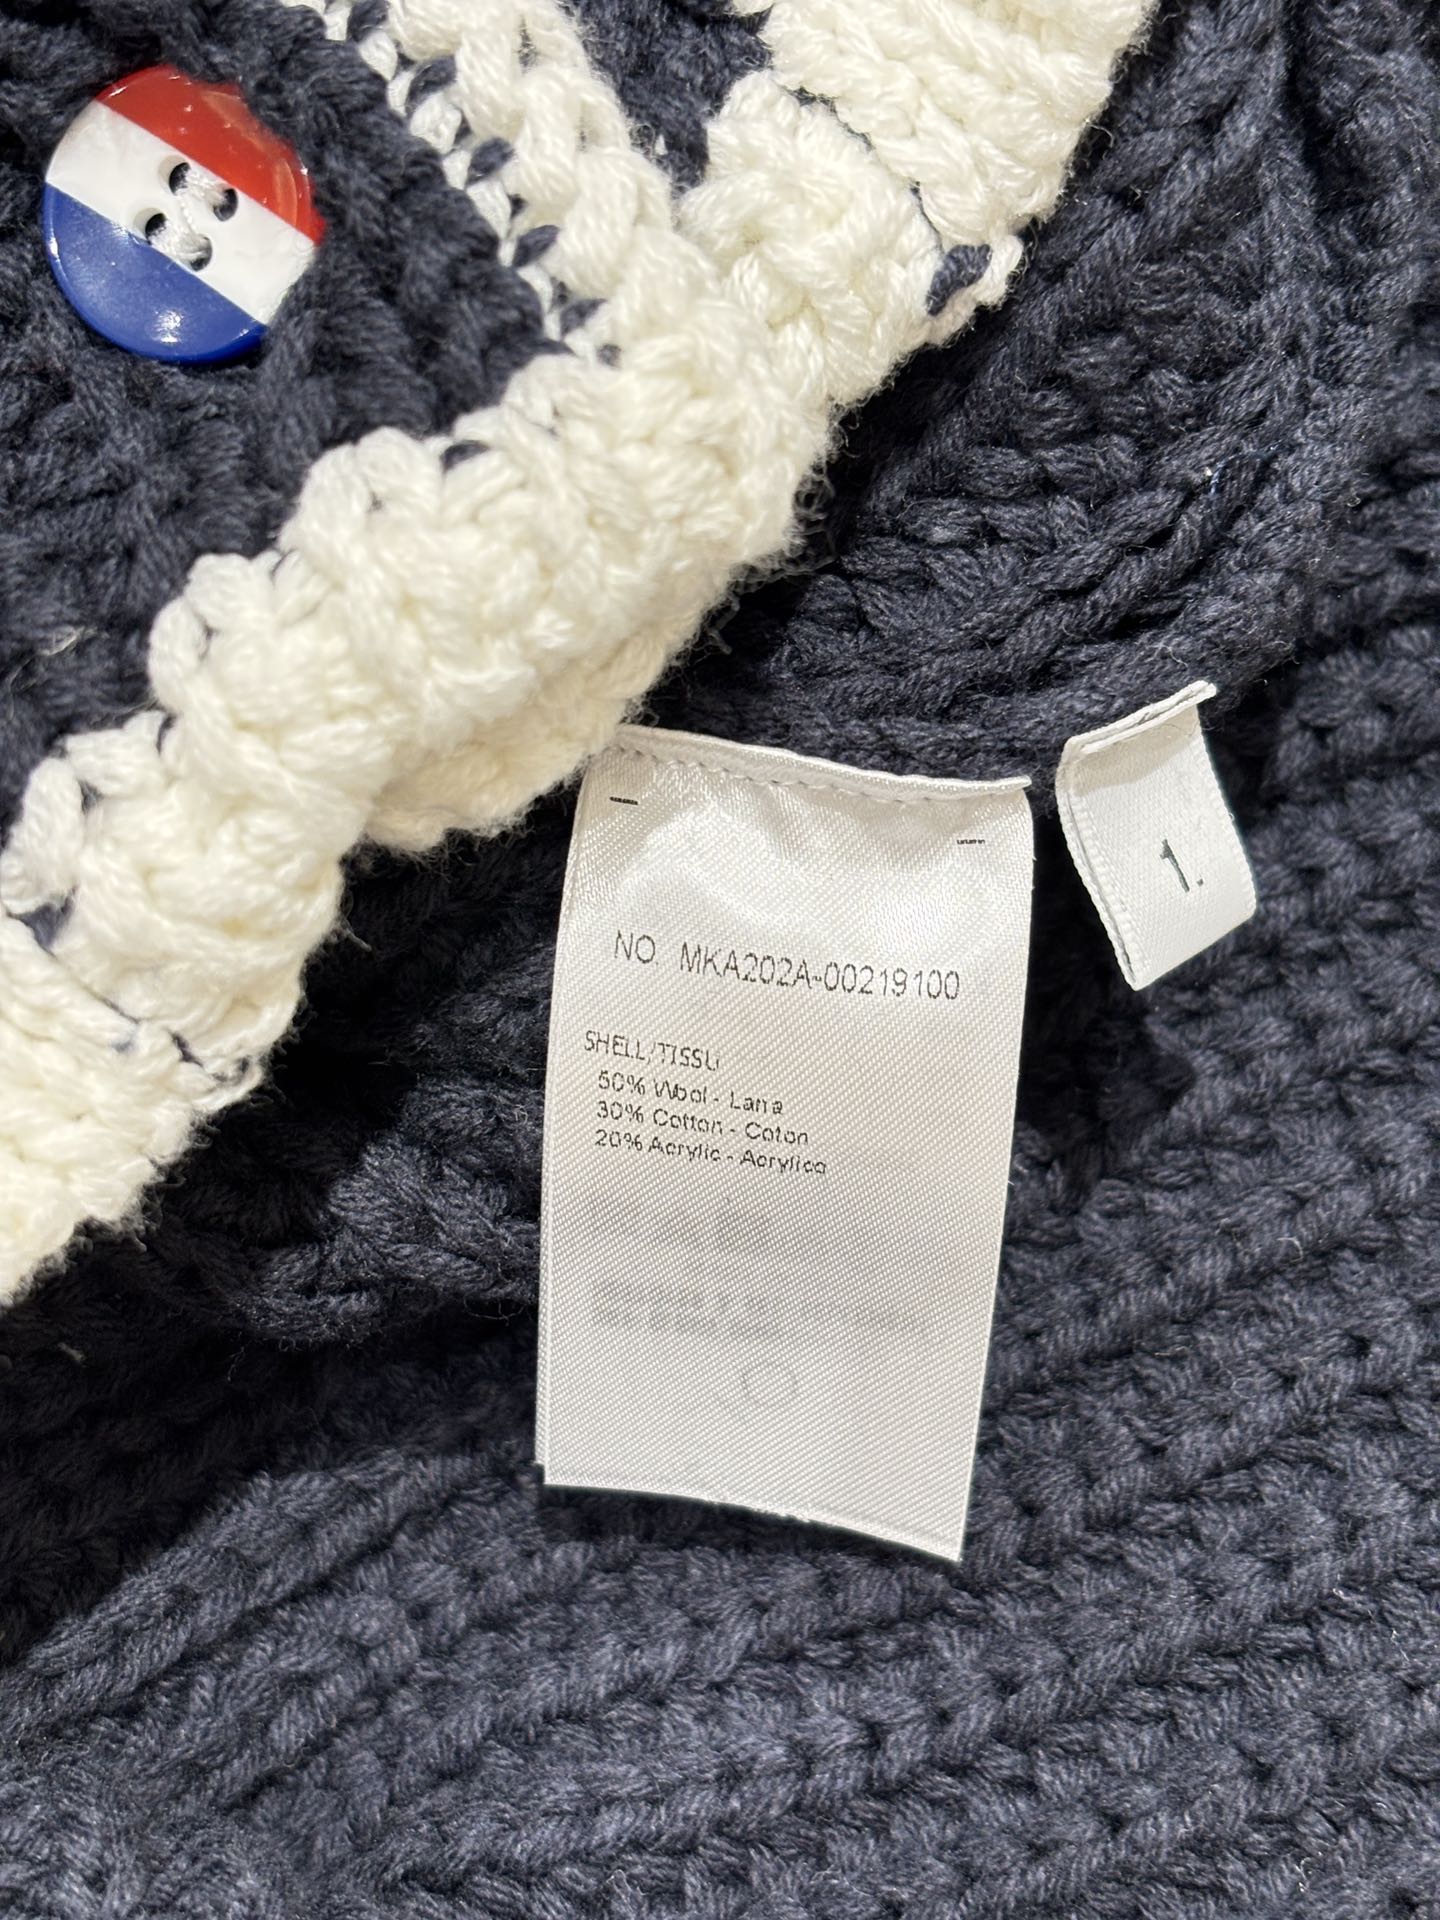 NO. MKA202A-00219100
SHELL/TISSU
50% Wool - Lana
30% Cotton - Coton
20% Acrylic - Acrylica
1.